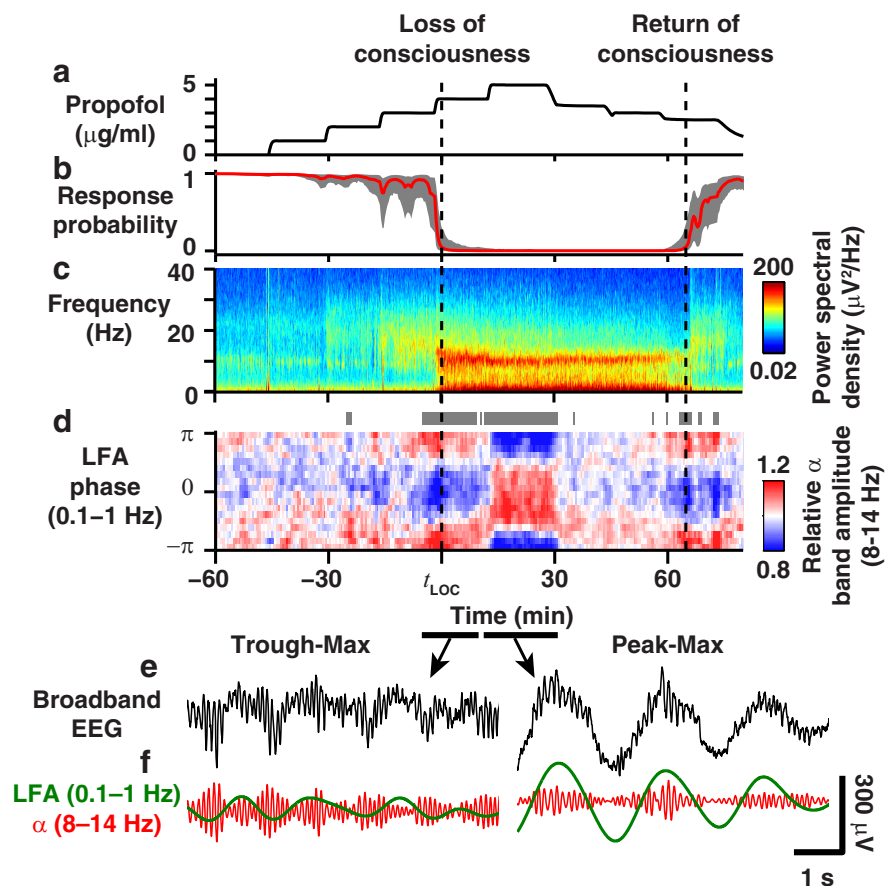 Loss of
consciousness
Return of
consciousness
a
Propofol
(μg/ml)
5
0
b
Response
probability
1
0
c
Frequency
(Hz)
40
20
0
200
0.02
Power spectral
density (μV²/Hz)
d
LFA
phase
(0.1–1 Hz)
π
0
−π
1.2
0.8
Relative α
band amplitude
(8-14 Hz)
−60
−30
tLOC
30
60
Time (min)
Trough-Max
Peak-Max
e
Broadband
EEG
f
LFA (0.1–1 Hz)
α (8–14 Hz)
300 μV
1 s